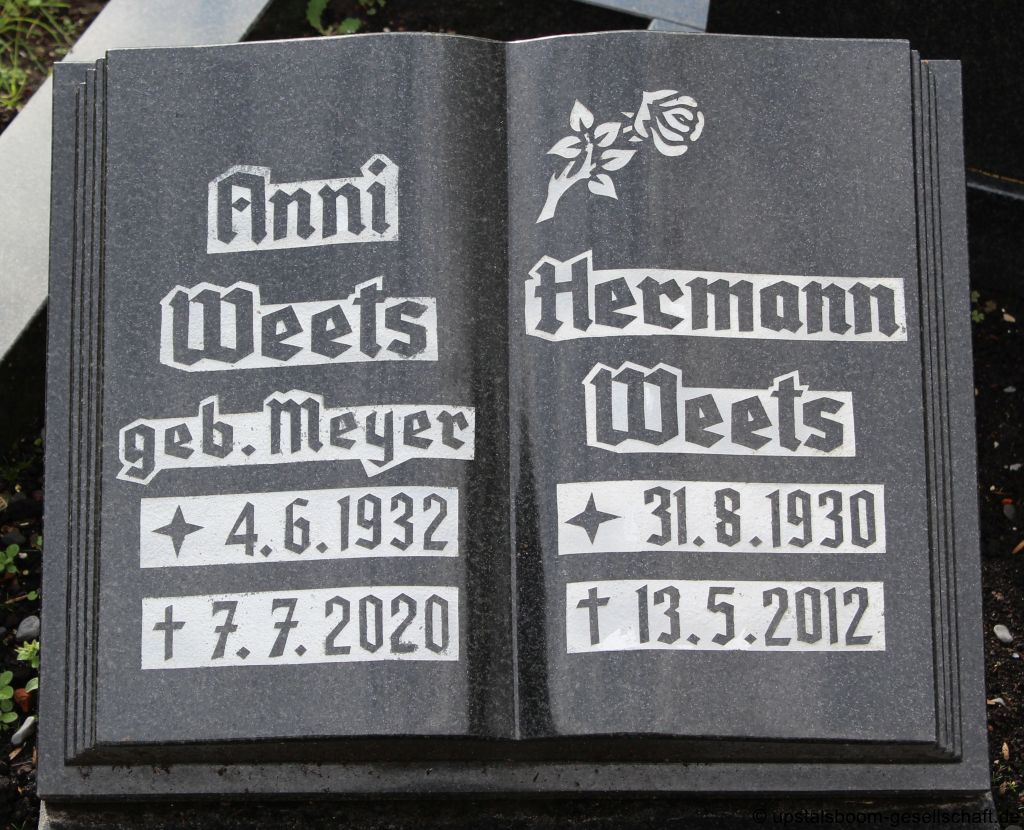 Anni
Weets
geb. Meyer
✦ 4.6.1932
† 7.7.2020
Hermann
Weets
✦ 31.8.1930
† 13.5.2012
© upstalsboom-gesellschaft.de